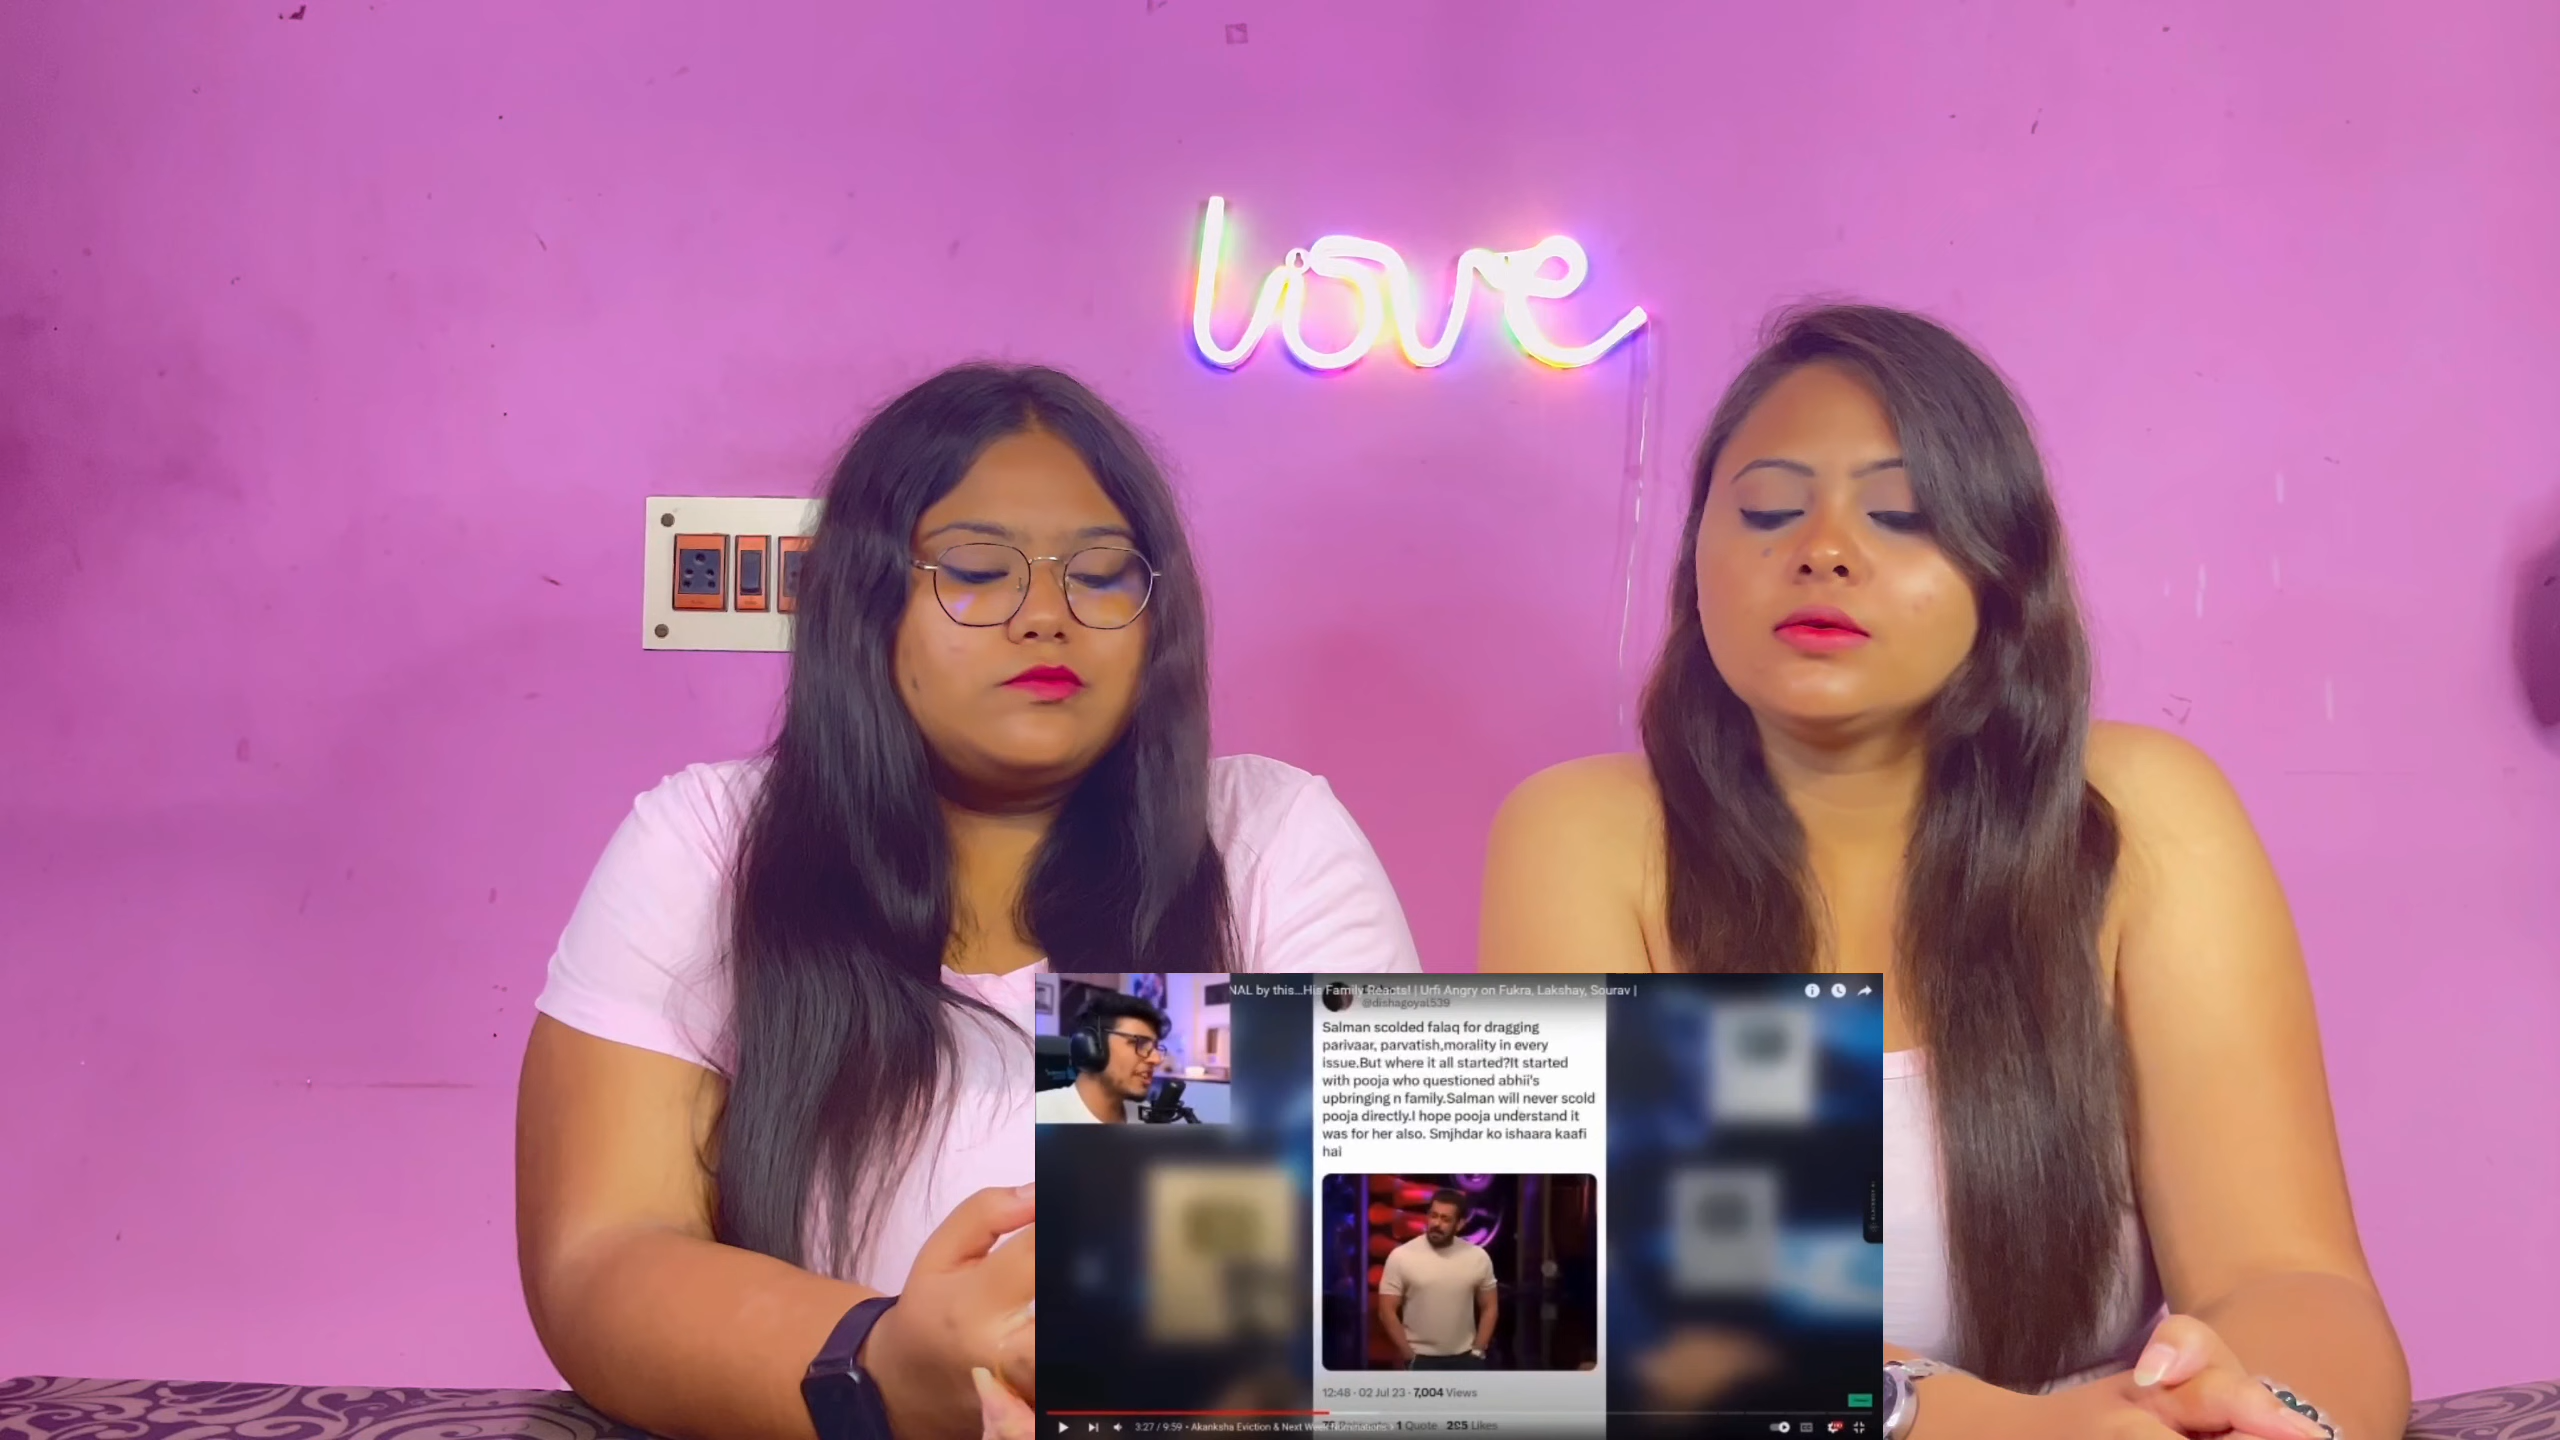 love
NAL by this...His Family Reacts! | Urfi Angry on Fukra, Lakshay, Sourav |
@dishagoyal539
Salman scolded falaq for dragging
parivaar, parvatish,morality in every
issue.But where it all started?It started
with pooja who questioned abhii's
upbringing n family.Salman will never scold
pooja directly.I hope pooja understand it
was for her also. Smjhdar ko ishaara kaafi
hai
12:48 · 02 Jul 23 · 7,004 Views
1 Quote 285 Likes
3:27 / 9:59 • Akanksha Eviction & Next Week Nominations